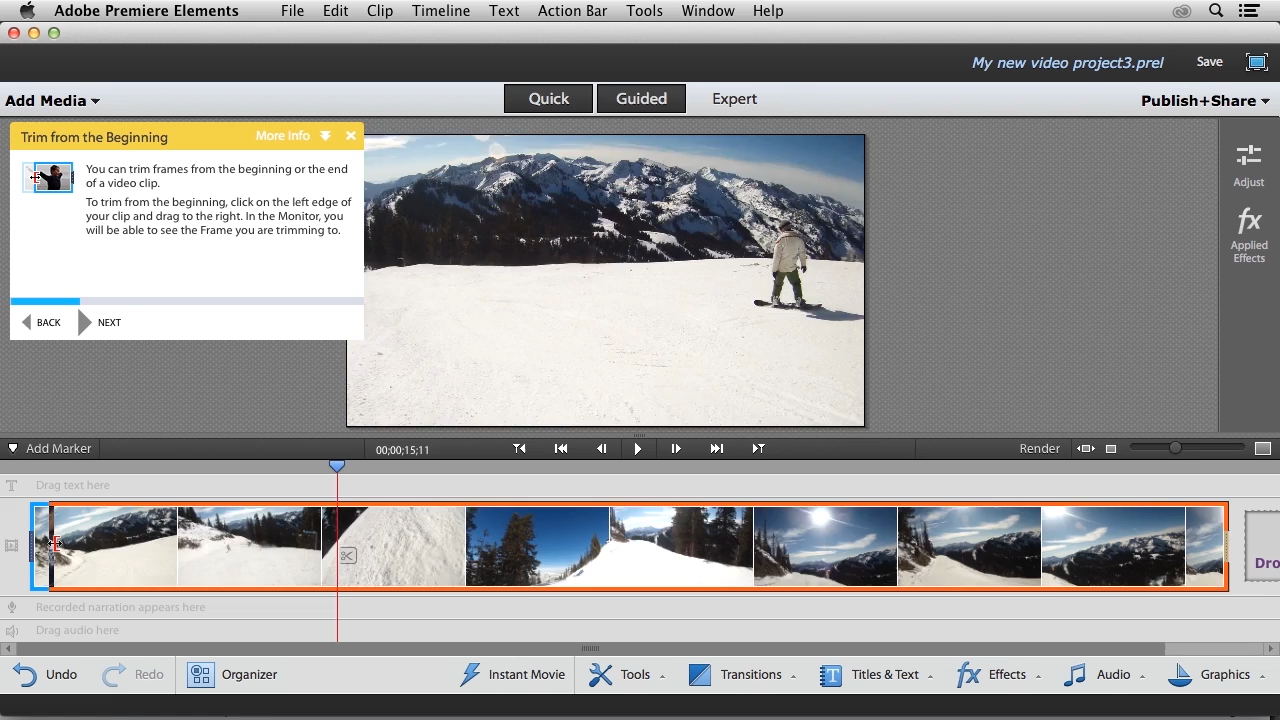 Adobe Premiere Elements File Edit Clip Timeline Text Action Bar Tools Window Help
My new video project3.prel Save
Add Media Quick Guided Expert Publish+Share
Trim from the Beginning More Info
You can trim frames from the beginning or the end
of a video clip.
To trim from the beginning, click on the left edge of
your clip and drag to the right. In the Monitor, you
will be able to see the Frame you are trimming to.
BACK NEXT
Adjust
fx
Applied
Effects
Add Marker 00;00;15;11 Render
T Drag text here
Dro
Recorded narration appears here
Drag audio here
Undo Redo Organizer Instant Movie Tools Transitions T Titles & Text fx Effects Audio Graphics